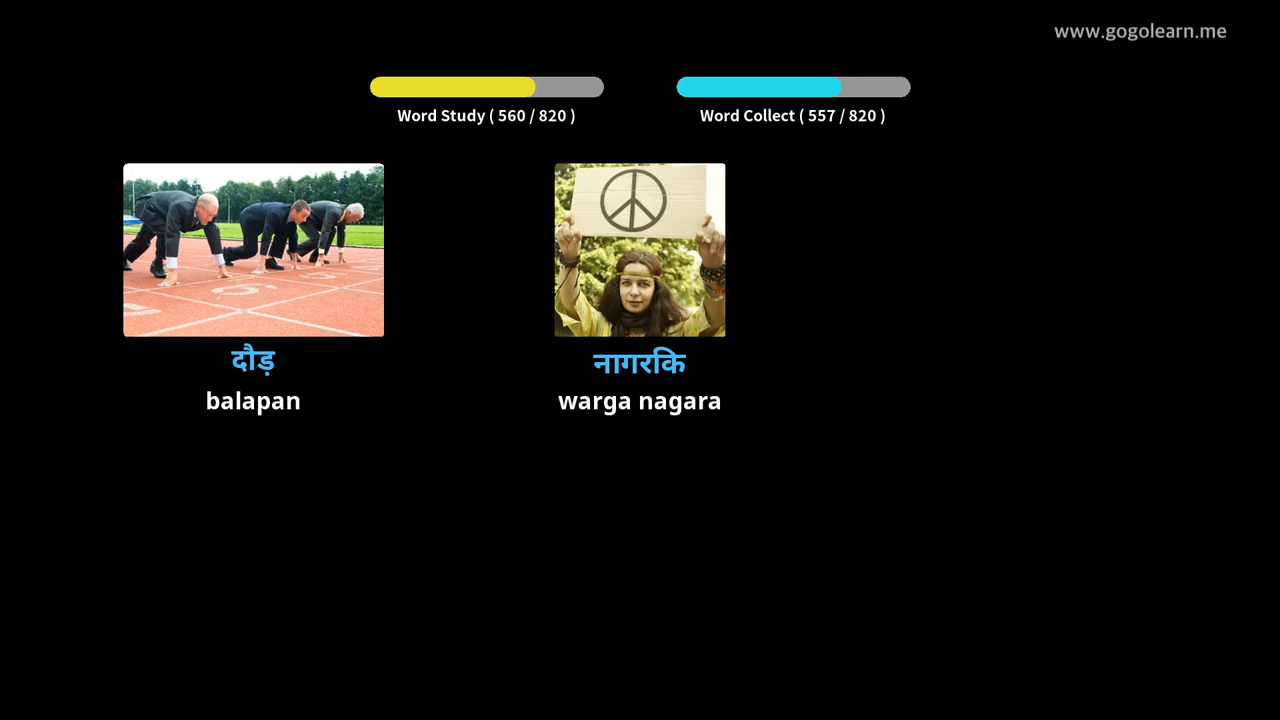 www.gogolearn.me
Word Study ( 560 / 820 )
Word Collect ( 557 / 820 )
दौड़
नागरकि
balapan
warga nagara